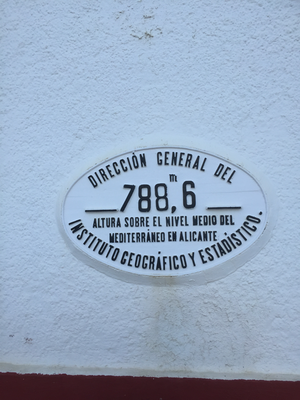 DIRECCIÓN GENERAL DEL
m
788,6
ALTURA SOBRE EL NIVEL MEDIO DEL
MEDITERRÁNEO EN ALICANTE
INSTITUTO GEOGRÁFICO Y ESTADÍSTICO.